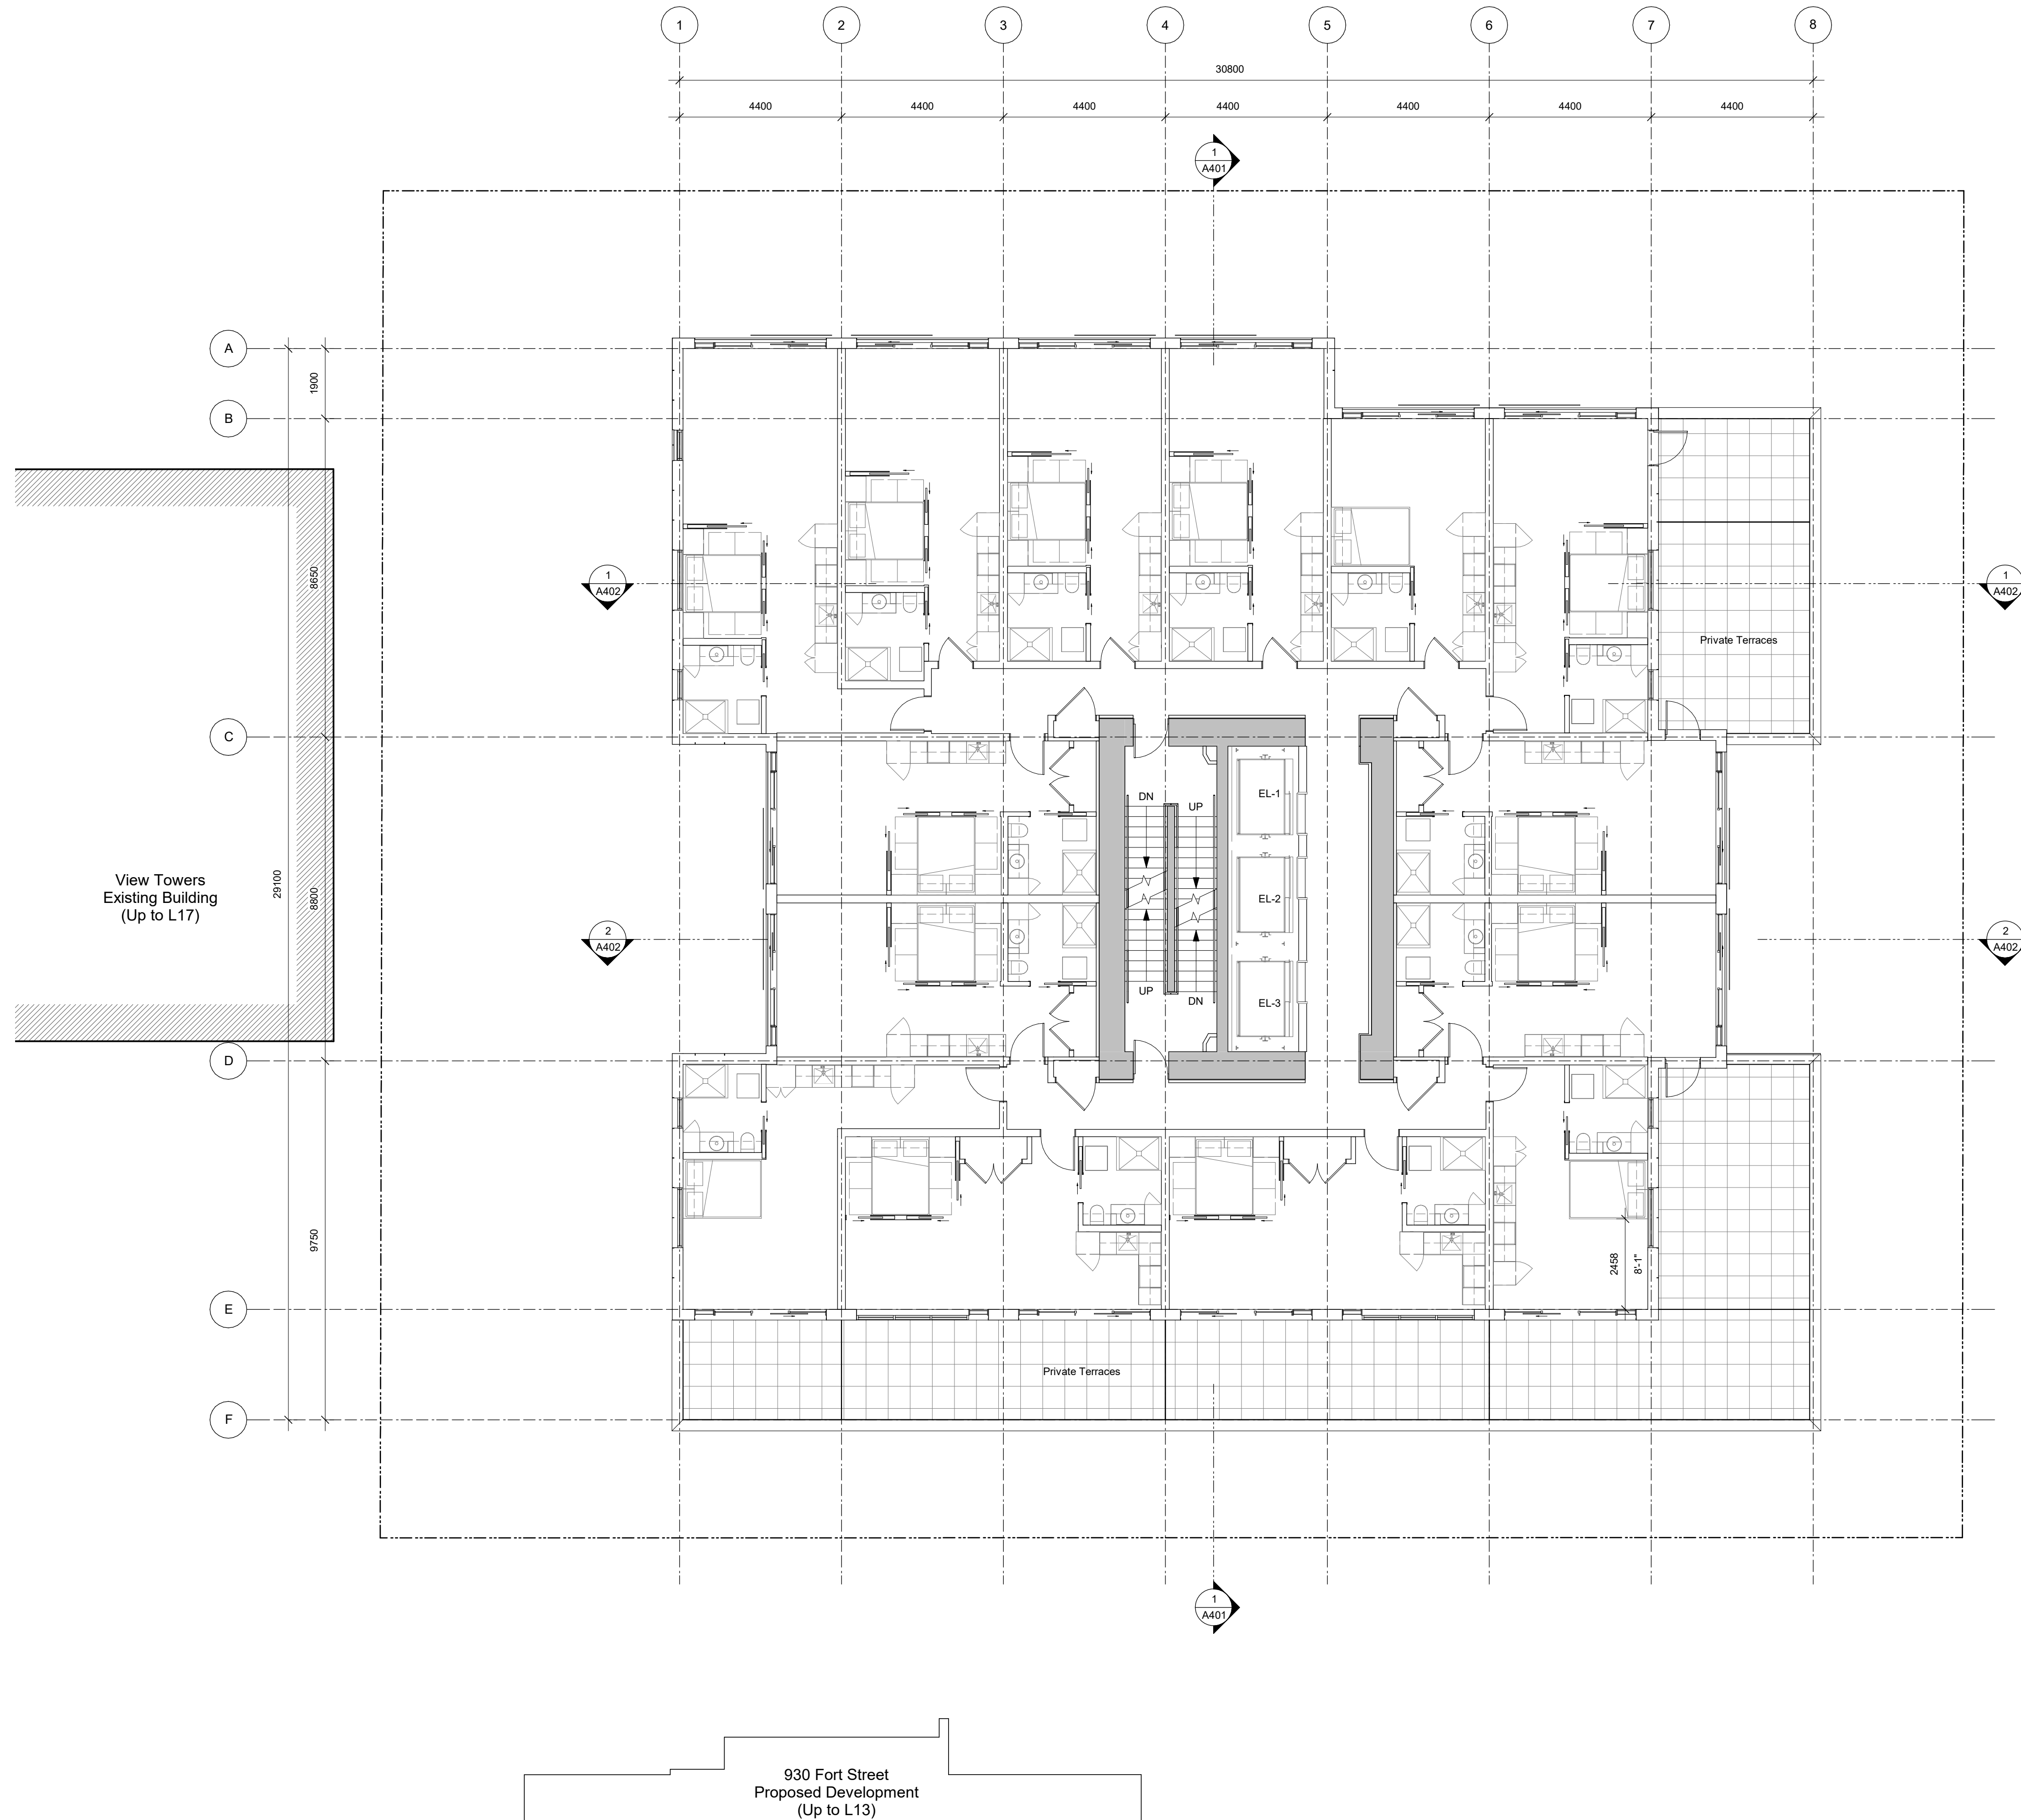 1
2
3
4
5
6
7
8
30800
4400
4400
4400
4400
4400
4400
4400
1
A401
A
1900
B
8650
1
A402
1
A402
Private Terraces
C
EL-1
DN
UP
View Towers
Existing Building
(Up to L17)
29100
8800
EL-2
2
A402
2
A402
UP
DN
EL-3
D
9750
2458
8'-1"
E
Private Terraces
F
1
A401
930 Fort Street
Proposed Development
(Up to L13)